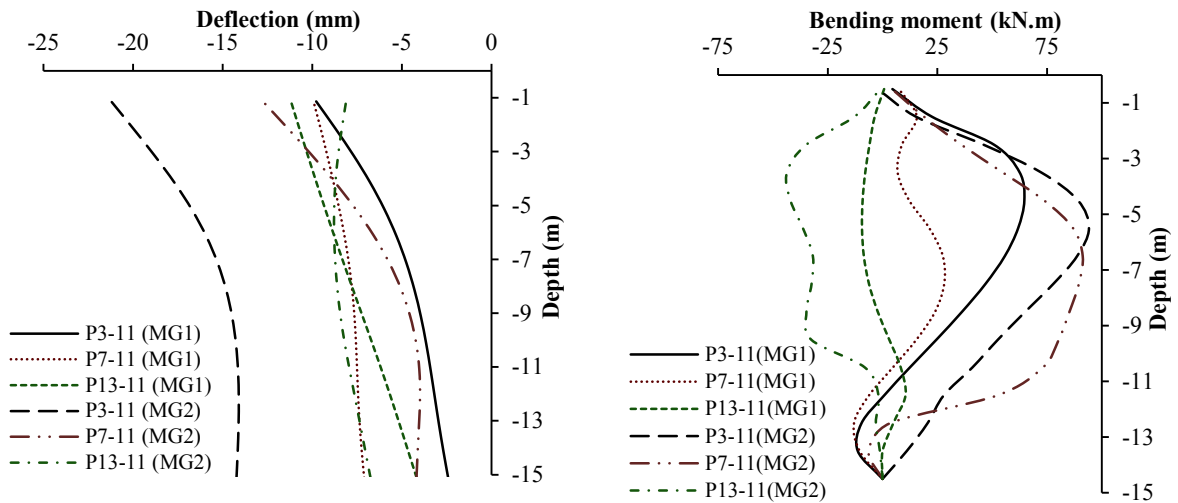 Deflection (mm)
-25 -20 -15 -10 -5 0
-1
-3
-5
-7
-9
-11
-13
-15
Depth (m)
P3-11 (MG1)
P7-11 (MG1)
P13-11 (MG1)
P3-11 (MG2)
P7-11 (MG2)
P13-11 (MG2)
Bending moment (kN.m)
-75 -25 25 75
-1
-3
-5
-7
-9
-11
-13
-15
Depth (m)
P3-11(MG1)
P7-11(MG1)
P13-11(MG1)
P3-11(MG2)
P7-11(MG2)
P13-11(MG2)